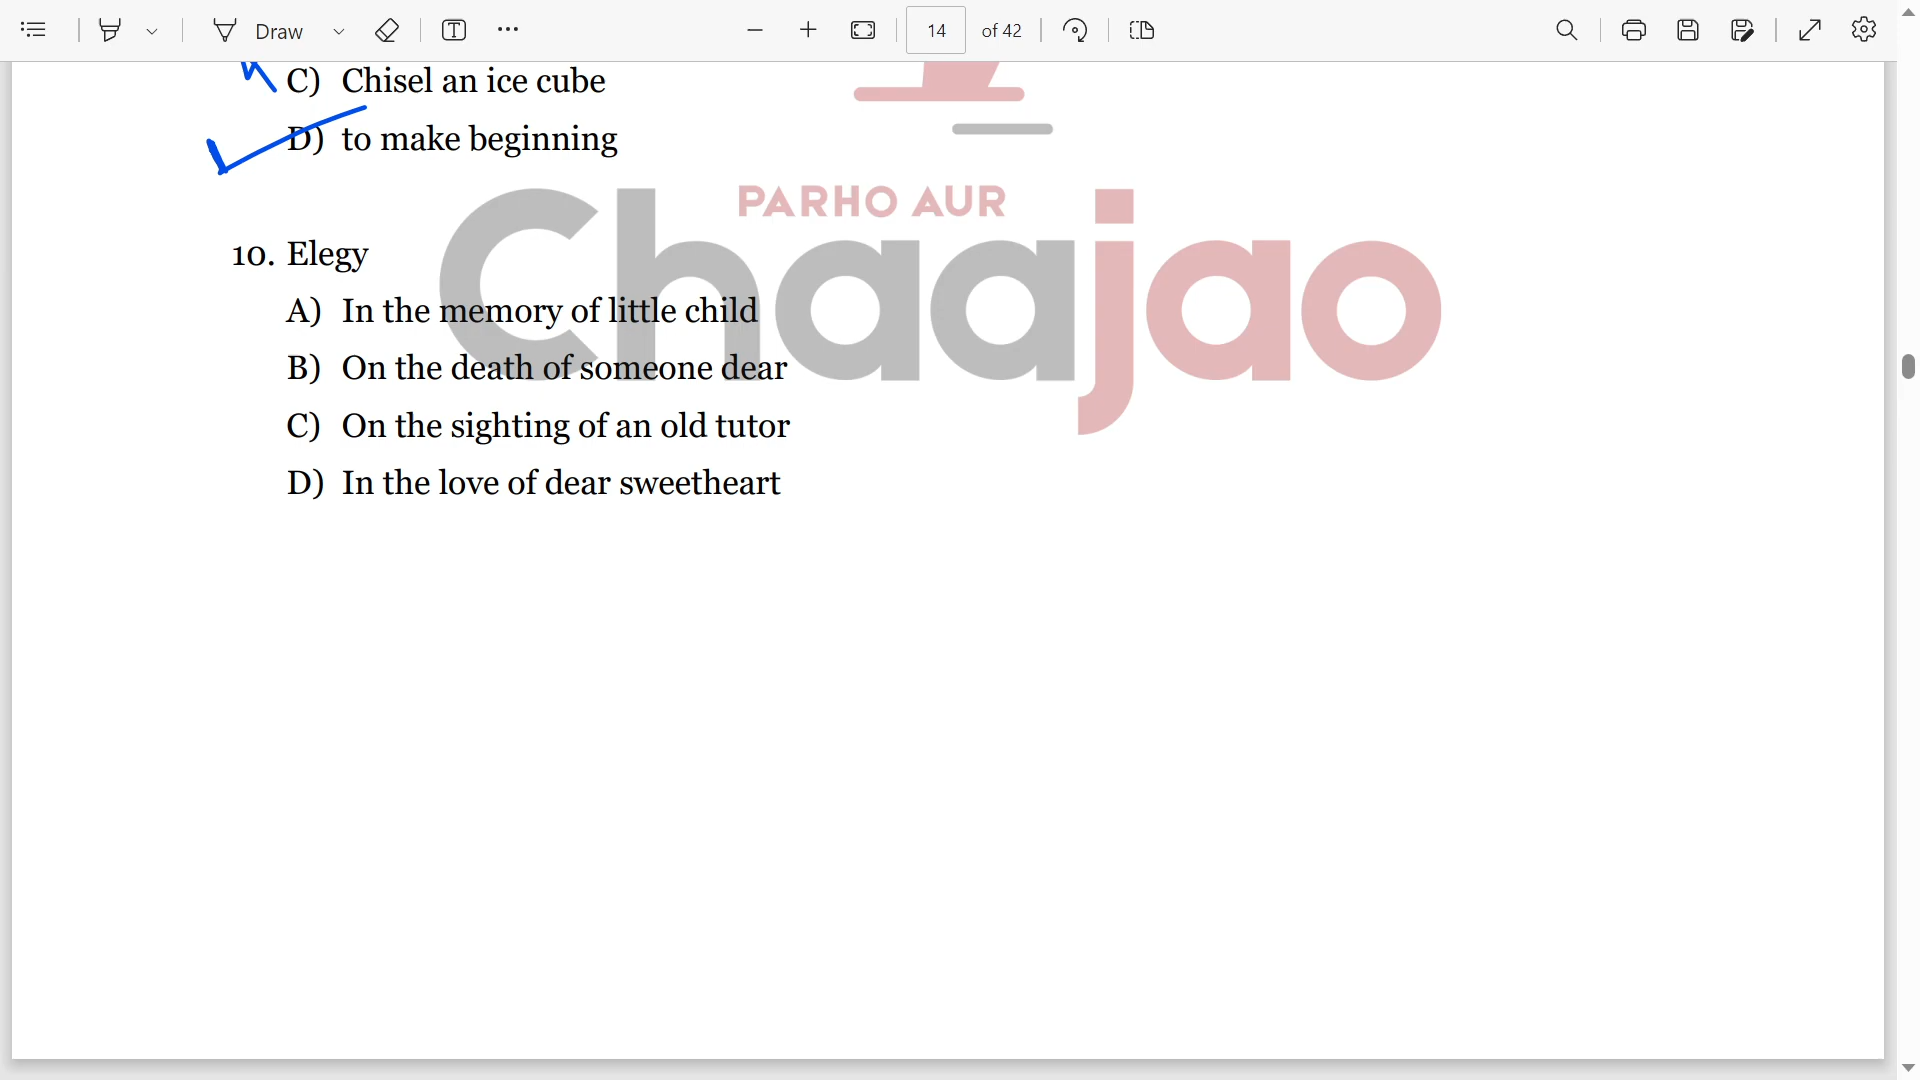 Draw
14 of 42
C) Chisel an ice cube
D) to make beginning
PARHO AUR
Chaajao
10. Elegy
A) In the memory of little child
B) On the death of someone dear
C) On the sighting of an old tutor
D) In the love of dear sweetheart